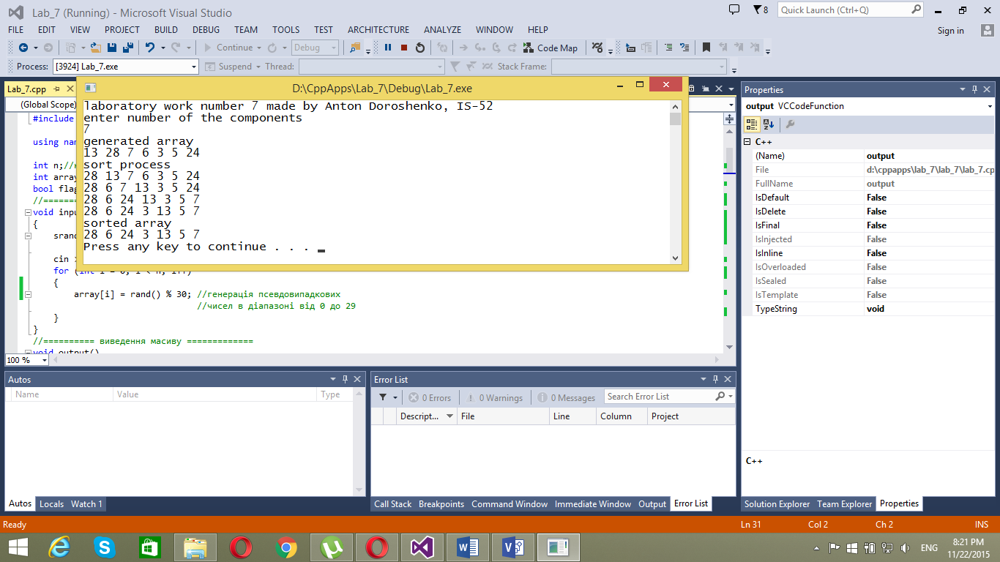 Lab_7 (Running) - Microsoft Visual Studio
8
Quick Launch (Ctrl+Q)
FILE EDIT VIEW PROJECT BUILD DEBUG TEAM TOOLS TEST ARCHITECTURE ANALYZE WINDOW HELP
Sign in
Continue
Debug
Code Map
Process: [3924] Lab_7.exe
Suspend
Thread:
Stack Frame:
Lab_7.cpp
(Global Scope)
D:\CppApps\Lab_7\Debug\Lab_7.exe
laboratory work number 7 made by Anton Doroshenko, IS-52
enter number of the components
7
generated array
13 28 7 6 3 5 24
sort process
28 13 7 6 3 5 24
28 6 7 13 3 5 24
28 6 24 13 3 5 7
28 6 24 3 13 5 7
sorted array
28 6 24 3 13 5 7
Press any key to continue . . . _
#include
using nam
int n;//
int array
bool flag
//=======
void inpu
{
srand
cin
for (int i = 0; i < n; i++)
{
array[i] = rand() % 30; //генерація псевдовипадкових
//чисел в діапазоні від 0 до 29
}
}
//========== виведення масиву =============
void output()
100 %
Properties
output VCCodeFunction
C++
(Name) output
File d:\cppapps\lab_7\lab_7\lab_7.cp
FullName output
IsDefault False
IsDelete False
IsFinal False
IsInjected False
IsInline False
IsOverloaded False
IsSealed False
IsTemplate False
TypeString void
C++
Autos
Name Value Type
Autos Locals Watch 1
Error List
0 Errors 0 Warnings 0 Messages Search Error List
Descript... File Line Column Project
Call Stack Breakpoints Command Window Immediate Window Output Error List
Solution Explorer Team Explorer Properties
Ready Ln 31 Col 2 Ch 2 INS
ENG
8:21 PM
11/22/2015